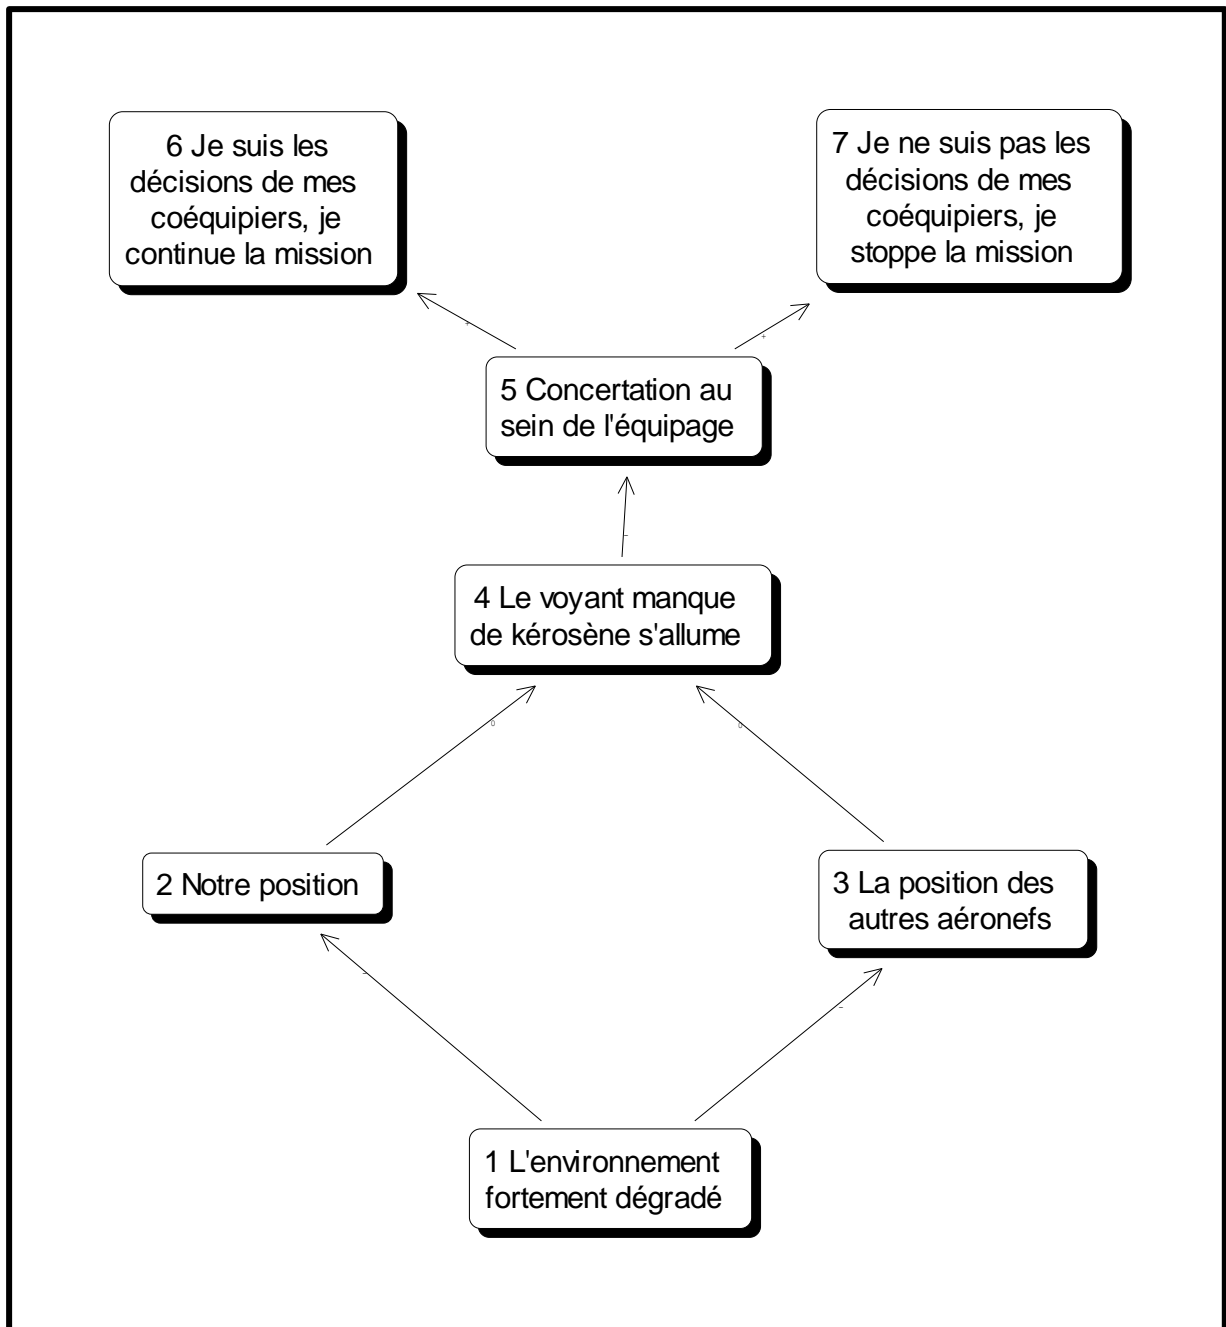 6 Je suis les
décisions de mes
coéquipiers, je
continue la mission
7 Je ne suis pas les
décisions de mes
coéquipiers, je
stoppe la mission
+
+
5 Concertation au
sein de l'équipage
-
4 Le voyant manque
de kérosène s'allume
0
0
2 Notre position
3 La position des
autres aéronefs
-
-
1 L'environnement
fortement dégradé